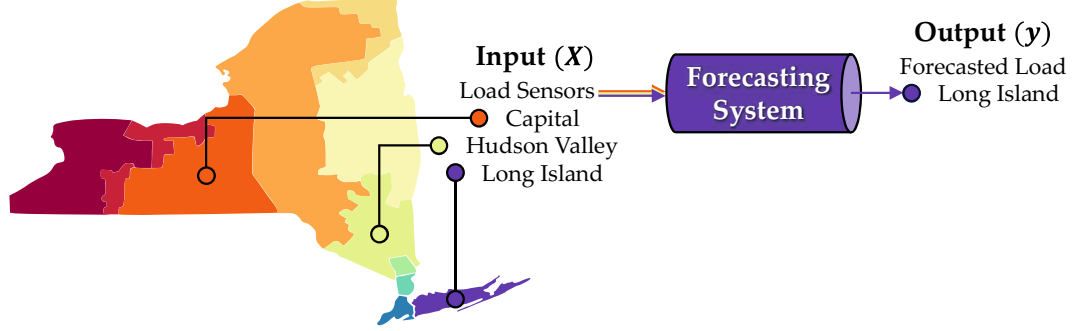 Input (X)
Load Sensors
Capital
Hudson Valley
Long Island
Forecasting
System
Output (y)
Forecasted Load
Long Island